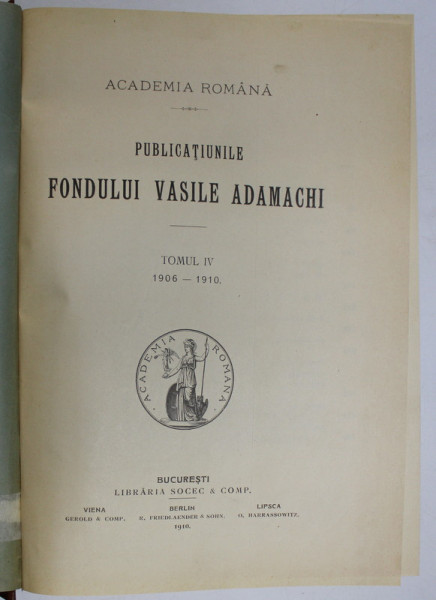 ACADEMIA ROMÂNĂ
PUBLICAȚIUNILE
FONDULUI VASILE ADAMACHI
TOMUL IV
1906 — 1910.
ACADEMIA ROMANA
BUCUREȘTI
LIBRĂRIA SOCEC & COMP.
VIENA BERLIN LIPSCA
GEROLD & COMP. R. FRIEDLAENDER & SOHN. O. HARRASSOWITZ.
1910.